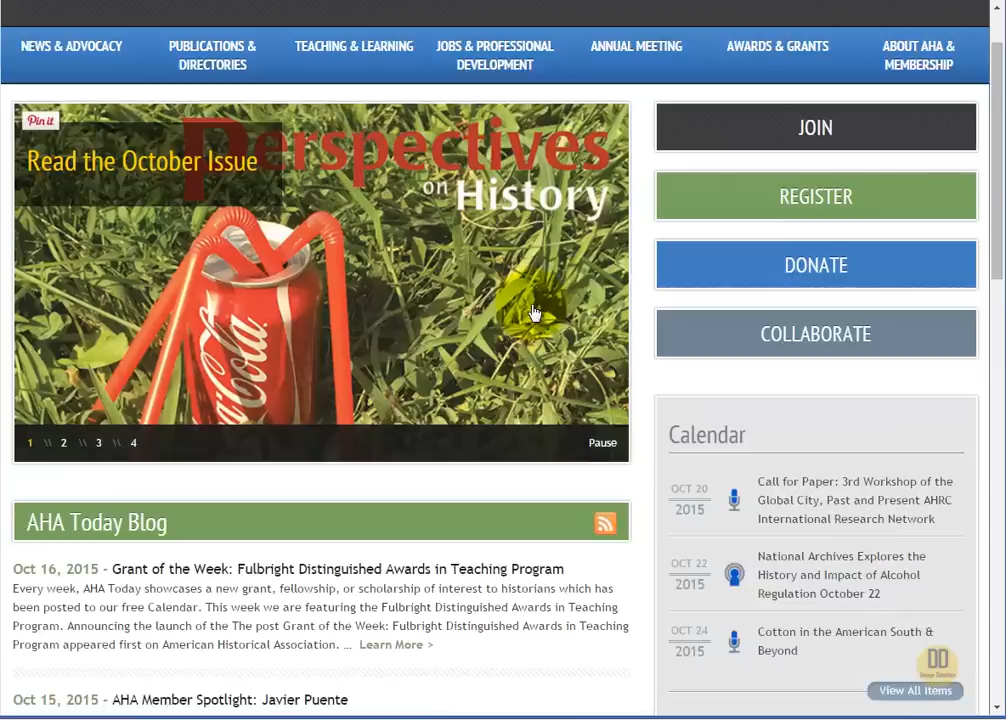 NEWS & ADVOCACY
PUBLICATIONS &
DIRECTORIES
TEACHING & LEARNING
JOBS & PROFESSIONAL
DEVELOPMENT
ANNUAL MEETING
AWARDS & GRANTS
ABOUT AHA &
MEMBERSHIP
Pin it
Read the October Issue
Perspectives
on History
Coca-Cola
1 \\ 2 \\ 3 \\ 4
Pause
JOIN
REGISTER
DONATE
COLLABORATE
AHA Today Blog
Oct 16, 2015 - Grant of the Week: Fulbright Distinguished Awards in Teaching Program
Every week, AHA Today showcases a new grant, fellowship, or scholarship of interest to historians which has
been posted to our free Calendar. This week we are featuring the Fulbright Distinguished Awards in Teaching
Program. Announcing the launch of the The post Grant of the Week: Fulbright Distinguished Awards in Teaching
Program appeared first on American Historical Association. ... Learn More >
Oct 15, 2015 - AHA Member Spotlight: Javier Puente
Calendar
OCT 20
2015
Call for Paper: 3rd Workshop of the
Global City, Past and Present AHRC
International Research Network
OCT 22
2015
National Archives Explores the
History and Impact of Alcohol
Regulation October 22
OCT 24
2015
Cotton in the American South &
Beyond
DD
View All Items